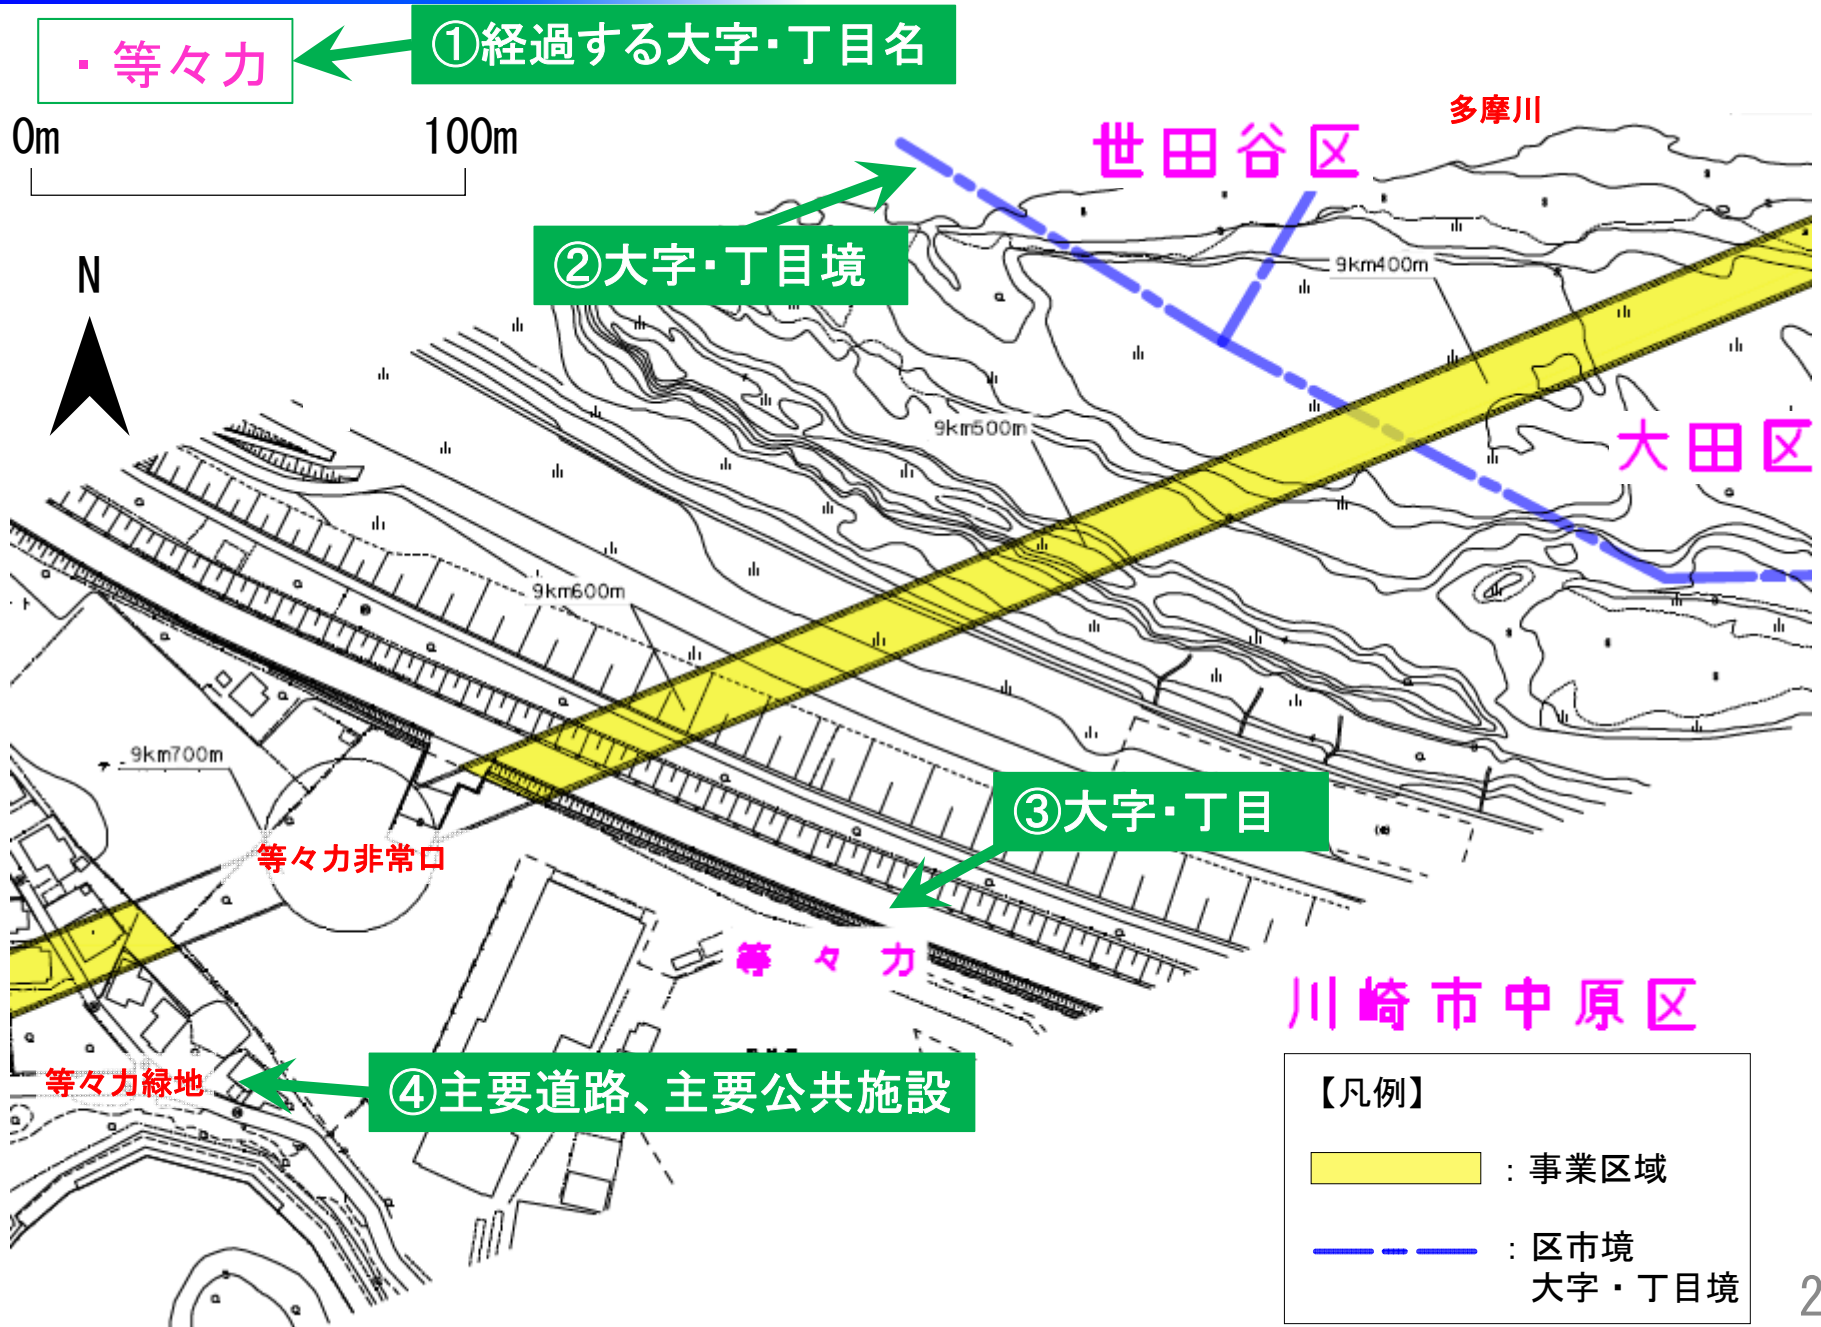 ・等々力
①経過する大字・丁目名
0m 100m
多摩川
世田谷区
②大字・丁目境
N
9km400m
9km500m
大田区
9km600m
9km700m
③大字・丁目
等々力非常口
等々力
川崎市中原区
等々力緑地
④主要道路、主要公共施設
【凡例】
：事業区域
：区市境
大字・丁目境
2